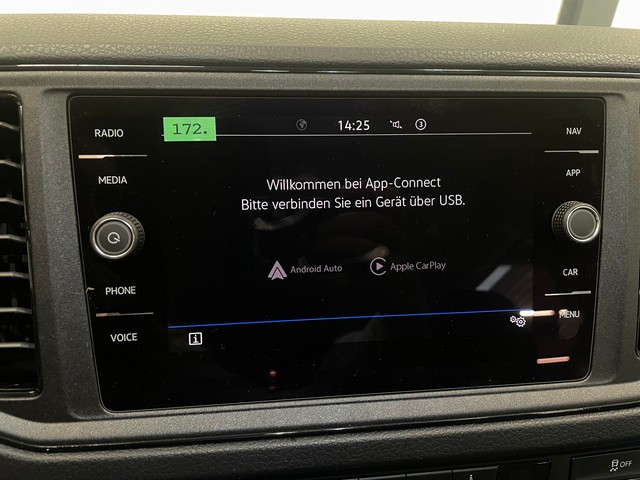 RADIO
172.
14:25
3
NAV
MEDIA
APP
Willkommen bei App-Connect
Bitte verbinden Sie ein Gerät über USB.
Android Auto
Apple CarPlay
PHONE
CAR
VOICE
i
MENU
OFF